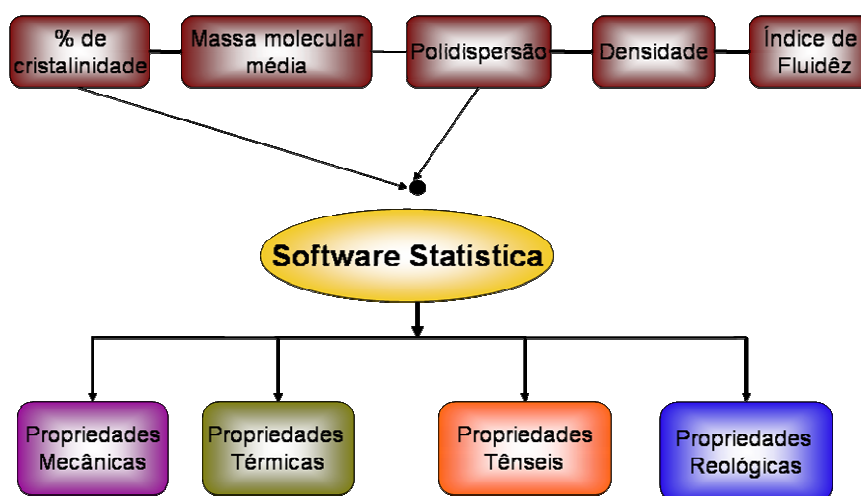 % de
cristalinidade
Massa molecular
média
Polidispersão
Densidade
Índice de
Fluidêz
Software Statistica
Propriedades
Mecânicas
Propriedades
Térmicas
Propriedades
Tênseis
Propriedades
Reológicas